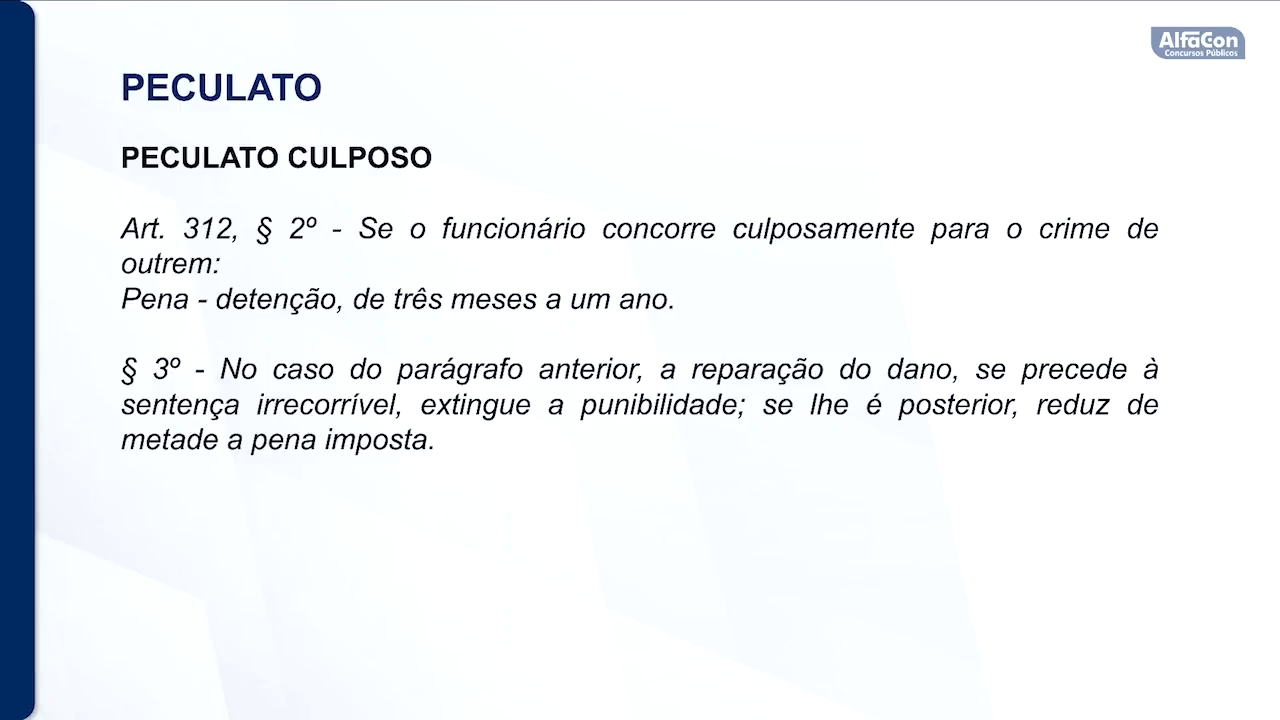 AlfaCon
Concursos Públicos
PECULATO
PECULATO CULPOSO
Art. 312, § 2º - Se o funcionário concorre culposamente para o crime de
outrem:
Pena - detenção, de três meses a um ano.
§ 3º - No caso do parágrafo anterior, a reparação do dano, se precede à
sentença irrecorrível, extingue a punibilidade; se lhe é posterior, reduz de
metade a pena imposta.